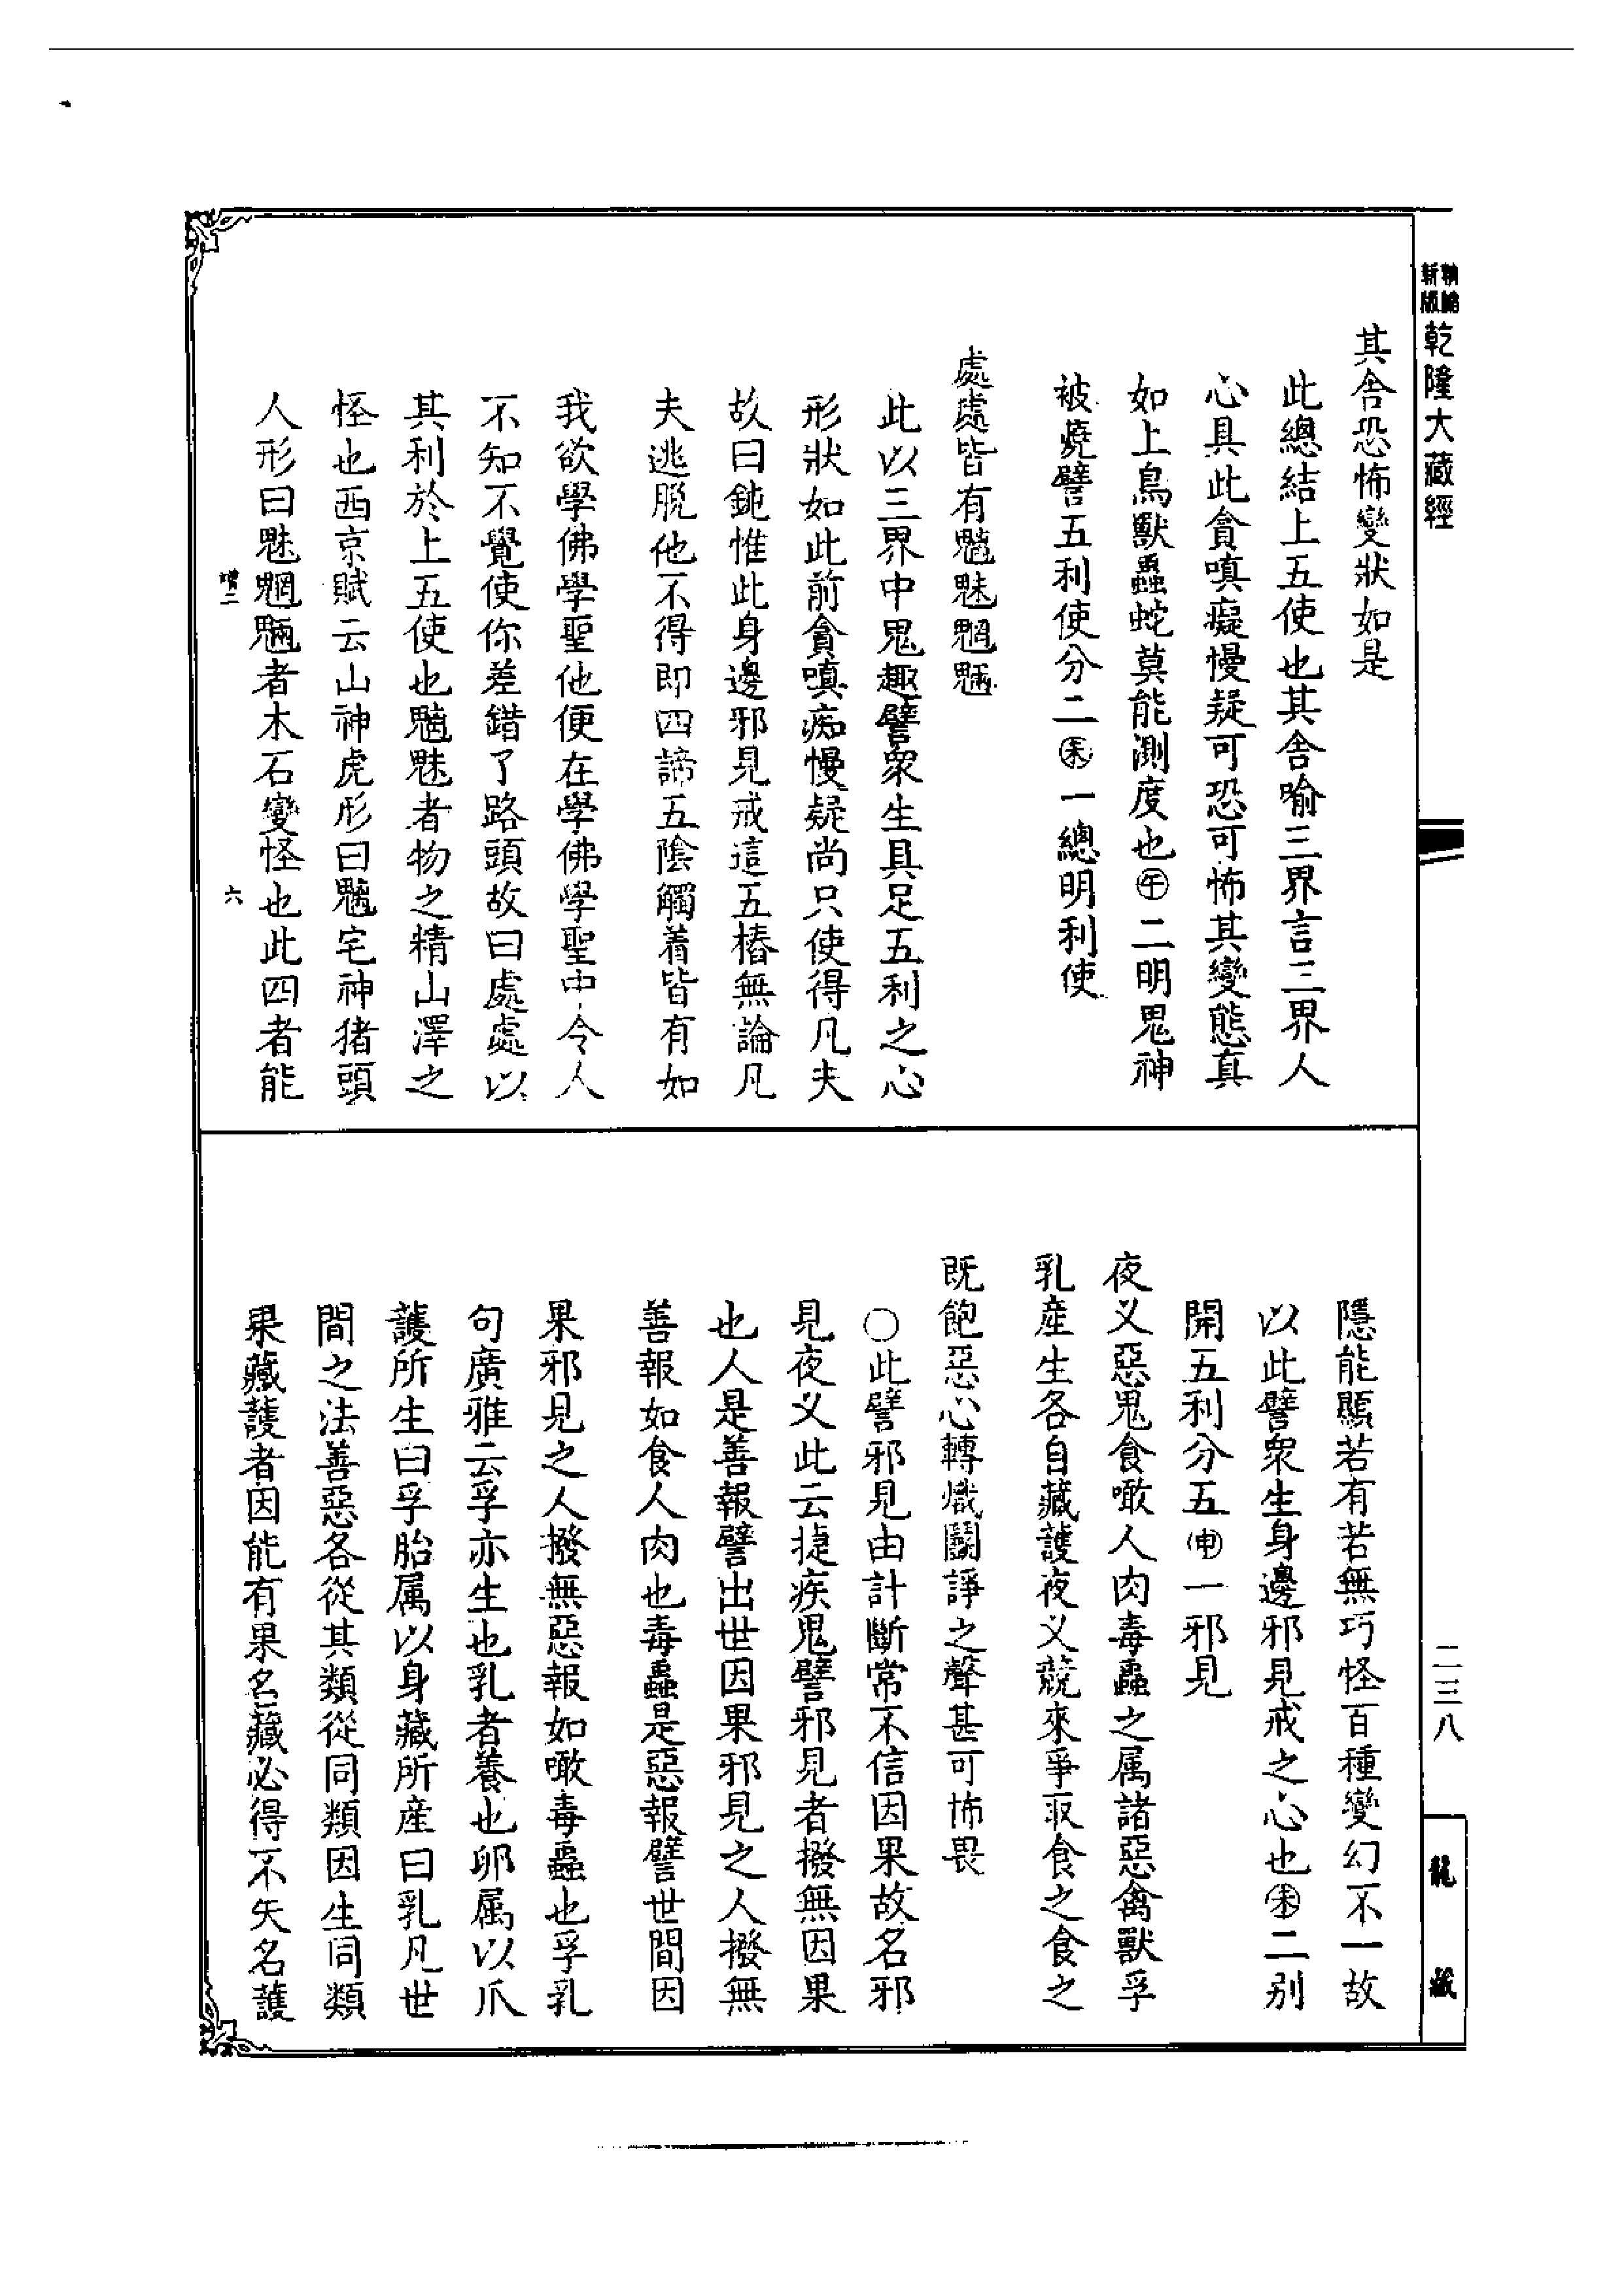 新版
乾隆大藏經
其舍恐怖變狀如是
此總結上五使也其舍喻三界言三界人
心具此貪嗔癡慢疑可恐可怖其變態真
如上鳥獸蟲蛇莫能測度也㊌二明鬼神
被燒譬五利使分二㊍一總明利使
處處皆有魑魅魍魎
此以三界中鬼趣譬衆生具足五利之心
形狀如此前貪嗔痴慢疑尚只使得凡夫
故曰鈍惟此身邊邪見戒這五樁無論凡
夫逃脫他不得即四諦五陰觸着皆有如
我欲學佛學聖他便在學佛學聖中令人
不知不覺使你差錯了路頭故曰處處以
其利於上五使也魑魅者物之精山澤之
怪也西京賦云山神虎形曰魑宅神猪頭
人形曰魅魍魎者木石變怪也此四者能
六
隱能顯若有若無巧怪百種變幻不一故
以此譬衆生身邊邪見戒之心也二別
開五利分五一邪見
夜义惡鬼食噉人肉毒蟲之属諸惡禽獸孚
乳産生各自藏護夜义競來爭取食之食之
既飽惡心轉熾鬭諍之聲甚可怖畏
○此譬邪見由計斷常不信因果故名邪
見夜义此云捷疾鬼譬邪見者撥無因果
也人是善報譬出世因果邪見之人撥無
善報如食人肉也毒蟲是惡報譬世間因
果邪見之人撥無惡報如噉毒蟲也孚乳
句廣雅云孚亦生也乳者養也卵属以爪
護所生曰孚胎属以身藏所産曰乳凡世
間之法善惡各從其類從同類因生同類
果藏護者因能有果名藏必得不失名護
二三八
龍藏